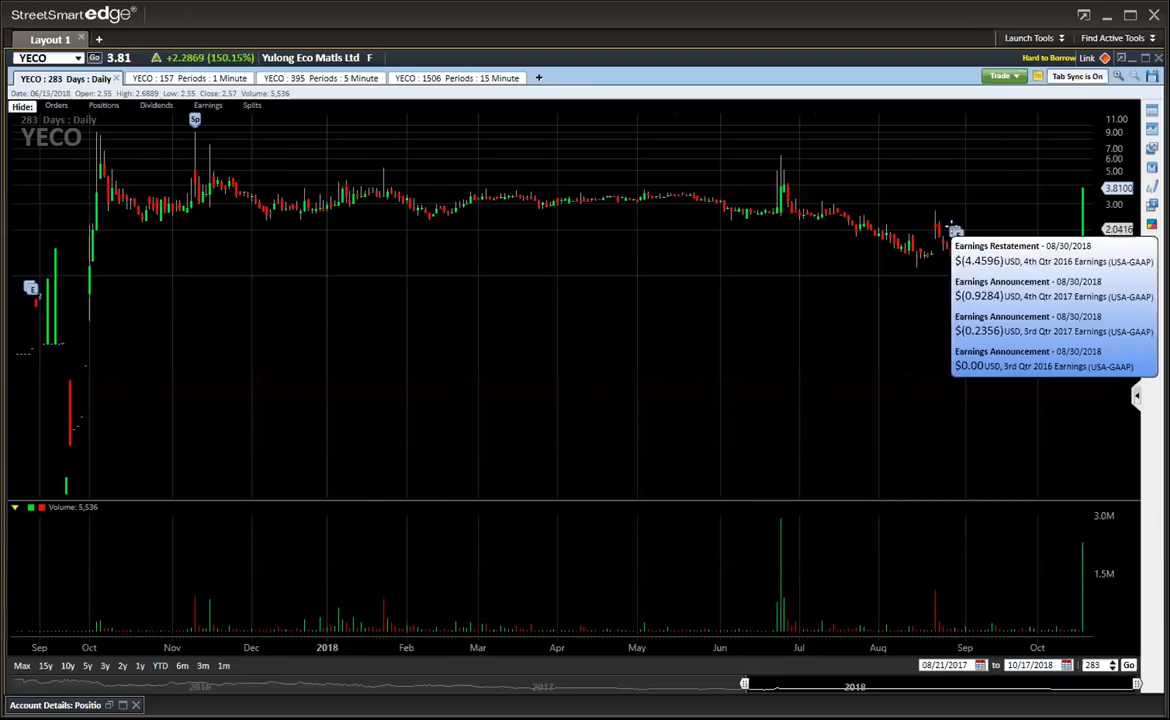 StreetSmart edge®
Layout 1 +
Launch Tools Find Active Tools
YECO Go 3.81 +2.2869 (150.15%) Yulong Eco Matls Ltd F Hard to Borrow Link
YECO : 283 Days : Daily YECO : 157 Periods : 1 Minute YECO : 395 Periods : 5 Minute YECO : 1506 Periods : 15 Minute + Trade Tab Sync is On
Date: 06/15/2018 Open: 2.55 High: 2.6889 Low: 2.55 Close: 2.57 Volume: 5,536
Hide: Orders Positions Dividends Earnings Splits
283 Days : Daily
YECO
Sp
E
11.00
9.00
7.00
6.00
5.00
3.8100
3.00
2.0416
Earnings Restatement - 08/30/2018
$(4.4596)USD, 4th Qtr 2016 Earnings (USA-GAAP)
Earnings Announcement - 08/30/2018
$(0.9284)USD, 4th Qtr 2017 Earnings (USA-GAAP)
Earnings Announcement - 08/30/2018
$(0.2356)USD, 3rd Qtr 2017 Earnings (USA-GAAP)
Earnings Announcement - 08/30/2018
$0.00USD, 3rd Qtr 2016 Earnings (USA-GAAP)
Volume: 5,536
3.0M
1.5M
Sep Oct Nov Dec 2018 Feb Mar Apr May Jun Jul Aug Sep Oct
Max 15y 10y 5y 3y 2y 1y YTD 6m 3m 1m 08/21/2017 to 10/17/2018 283 Go
2016 2017 2018
Account Details: Positio